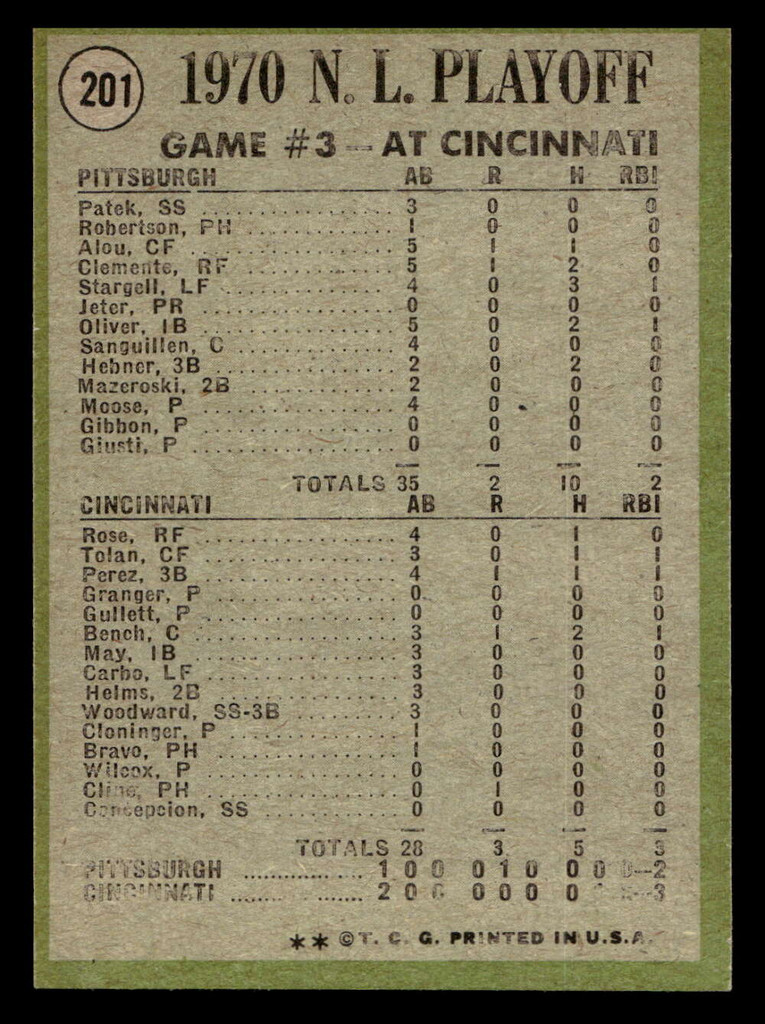 201
1970 N. L. PLAYOFF
GAME #3 — AT CINCINNATI
PITTSBURGH AB R H RBI
Patek, SS .................. 3 0 0 0
Robertson, PH .............. 1 0 0 0
Alou, CF ................... 5 1 1 0
Clemente, RF ............... 5 1 2 0
Stargell, LF ............... 4 0 3 1
Jeter, PR .................. 0 0 0 0
Oliver, 1B ................. 5 0 2 1
Sanguillen, C .............. 4 0 0 0
Hebner, 3B ................. 2 0 2 0
Mazeroski, 2B .............. 2 0 0 0
Moose, P ................... 4 0 0 0
Gibbon, P .................. 0 0 0 0
Giusti, P .................. 0 0 0 0
TOTALS 35 2 10 2
CINCINNATI AB R H RBI
Rose, RF ................... 4 0 1 0
Tolan, CF .................. 3 0 1 1
Perez, 3B .................. 4 1 1 1
Granger, P ................. 0 0 0 0
Gullett, P ................. 0 0 0 0
Bench, C ................... 3 1 2 1
May, 1B .................... 3 0 0 0
Carbo, LF .................. 3 0 0 0
Helms, 2B .................. 3 0 0 0
Woodward, SS-3B ............ 3 0 0 0
Cloninger, P ............... 1 0 0 0
Bravo, PH .................. 1 0 0 0
Wilcox, P .................. 0 0 0 0
Cline, PH .................. 0 1 0 0
Concepcion, SS ............. 0 0 0 0
TOTALS 28 3 5 3
PITTSBURGH .................. 1 0 0 0 1 0 0 0 0—2
CINCINNATI .................. 2 0 0 0 0 0 0 —3
** © T. C. G. PRINTED IN U.S.A.